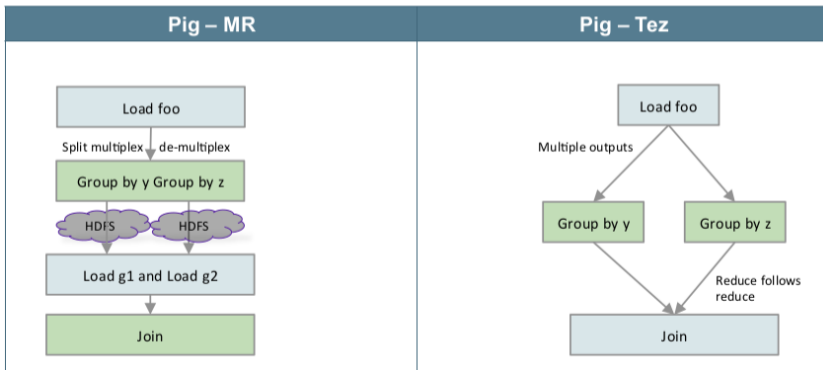 Pig – MR
Load foo
Split multiplex de-multiplex
Group by y Group by z
HDFS HDFS
Load g1 and Load g2
Join
Pig – Tez
Load foo
Multiple outputs
Group by y Group by z
Reduce follows
reduce
Join